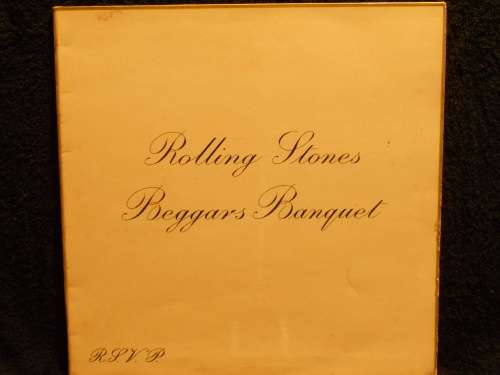 Rolling Stones
Beggars Banquet
R.S.V.P.